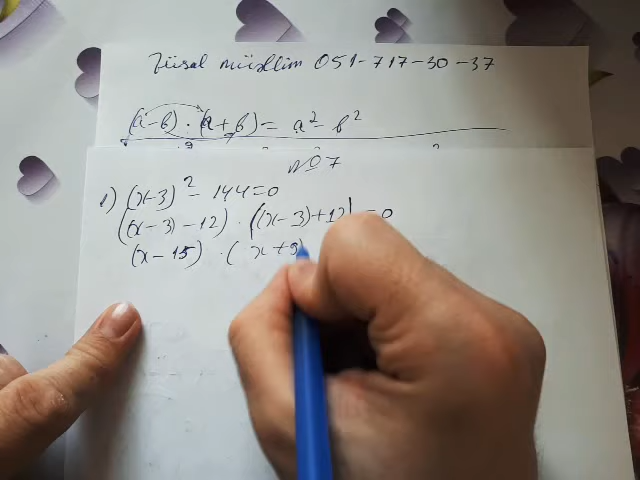 Züsal müəllim 051-717-30-37
(a-b)·(a+b)=a²-b²
№7
1) (x-3)²-144=0
((x-3)-12)·((x-3)+12)=0
(x-15)·(x+9)